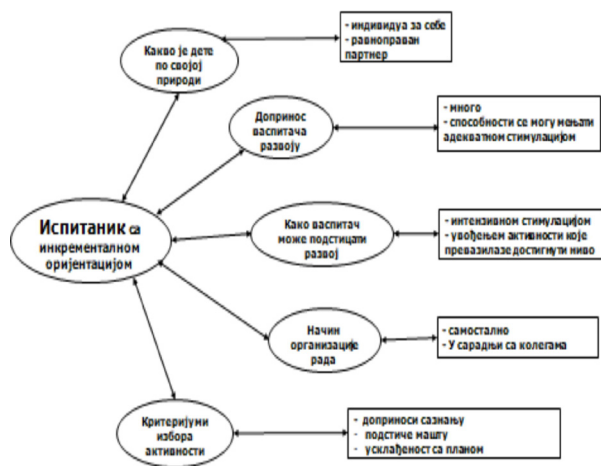 Какво је дете
по својој
природи
- индивидуа за себе
- равноправан
партнер
Допринос
васпитача
развоју
- много
- способности се могу мењати
адекватном стимулацијом
Испитаник са
инкременталном
оријентацијом
Како васпитач
може подстицати
развој
- интензивном стимулацијом
- увођењем активности које
превазилазе достигнути ниво
Начин
организације
рада
- самостално
- У сарадњи са колегама
Критеријуми
избора
активности
- доприноси сазнању
- подстиче машту
- усклађеност са планом